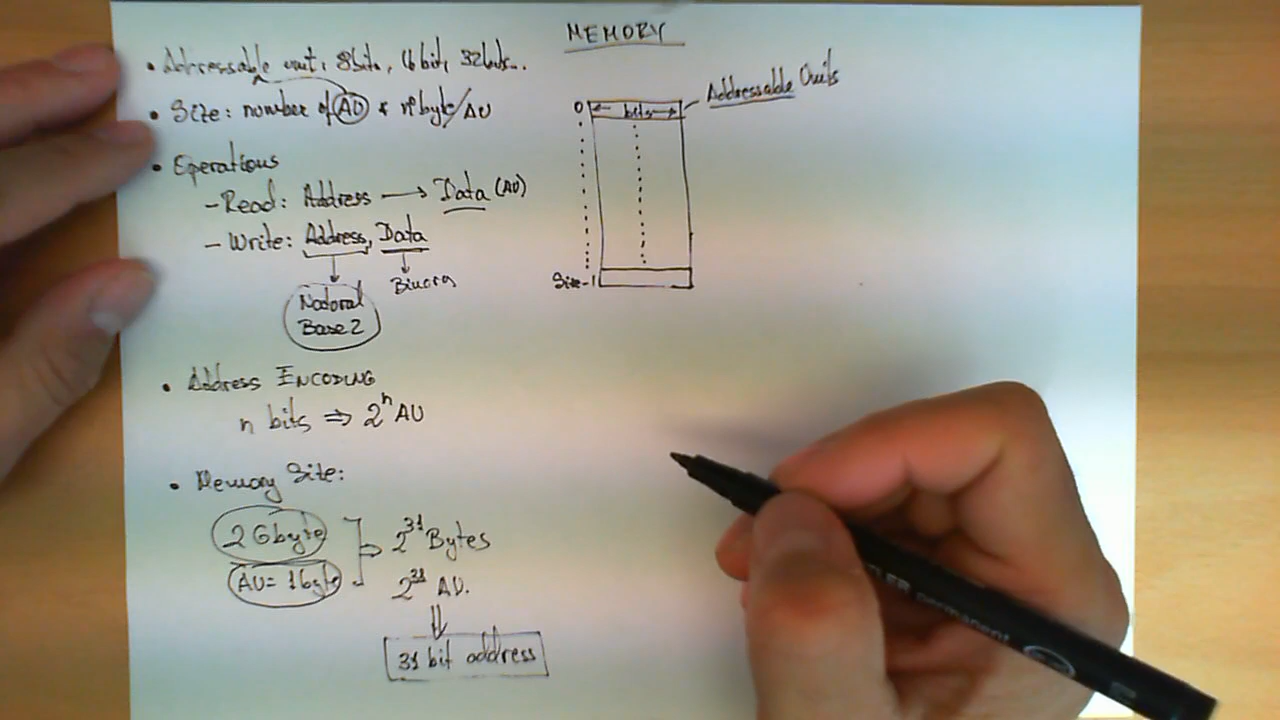 MEMORY
• Addressable unit: 8bits, 16 bit, 32bits...
• Size: number of AU * nº byte/AU
• Operations
- Read: Address → Data (AU)
- Write: Address, Data
Natural
Base 2
Binary
• Address ENCODING
n bits ⇒ 2ⁿ AU
• Memory Size:
2 Gbyte
AU= 1byte
2³¹ Bytes
2³¹ AU.
31 bit address
0
bits
Addressable Units
Size-1
permanent